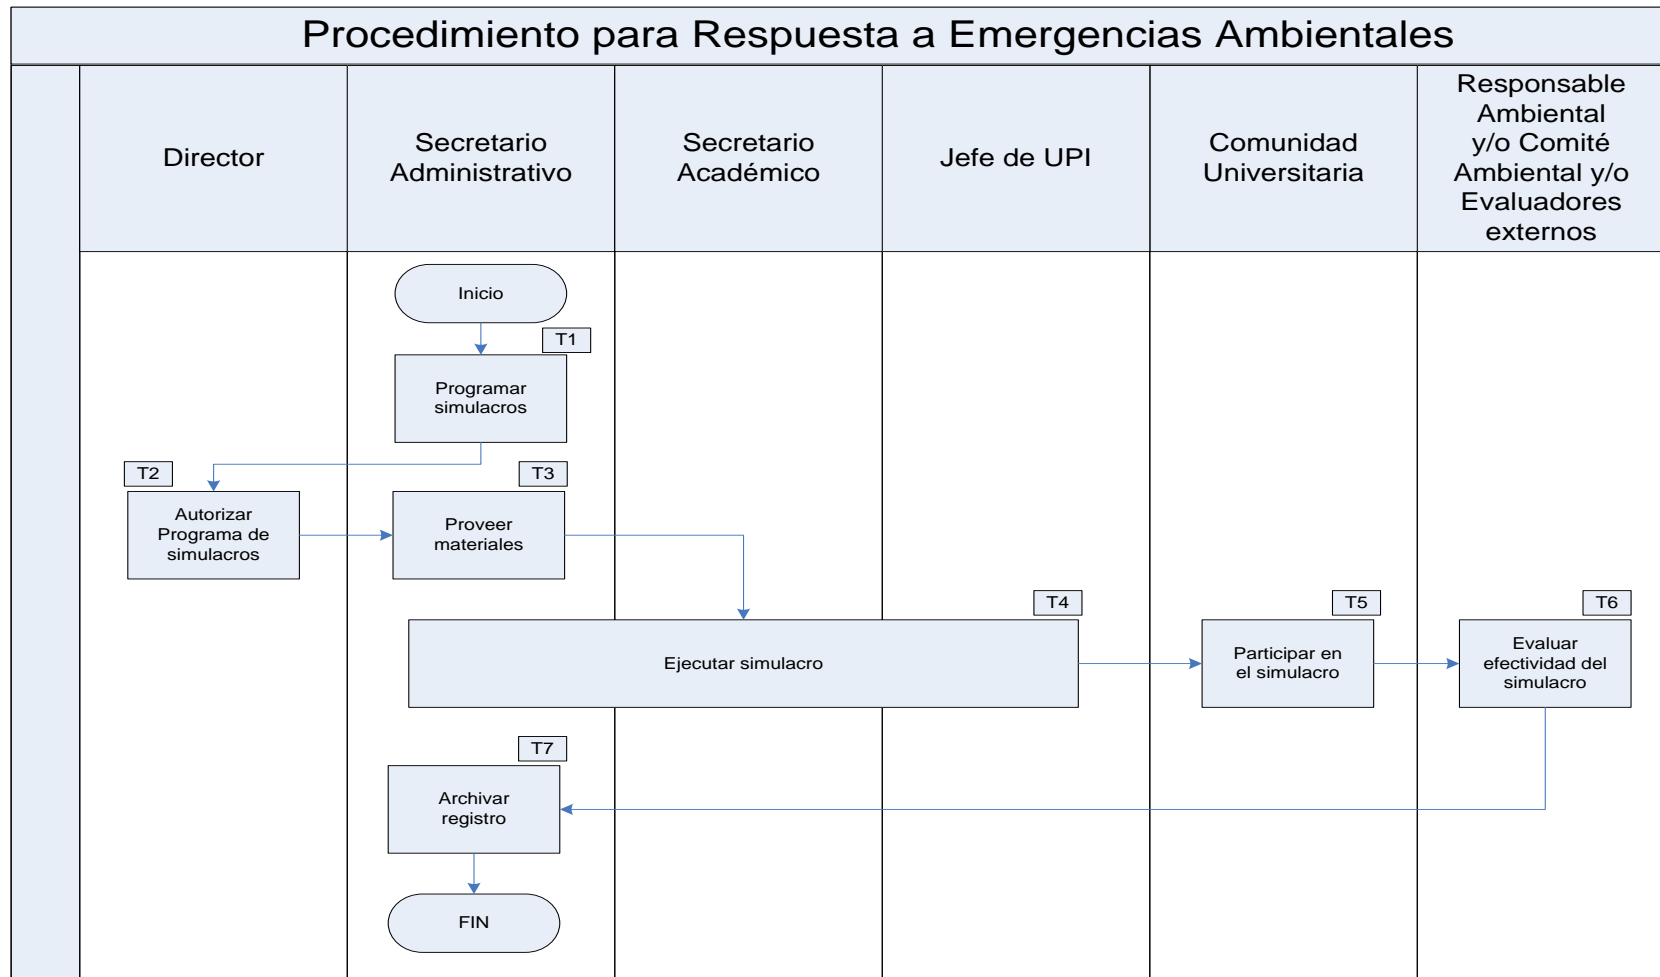 Procedimiento para Respuesta a Emergencias Ambientales
Director
Secretario
Administrativo
Secretario
Académico
Jefe de UPI
Comunidad
Universitaria
Responsable
Ambiental
y/o Comité
Ambiental y/o
Evaluadores
externos
Inicio
T1
Programar
simulacros
T2
Autorizar
Programa de
simulacros
T3
Proveer
materiales
T4
Ejecutar simulacro
T5
Participar en
el simulacro
T6
Evaluar
efectividad del
simulacro
T7
Archivar
registro
FIN